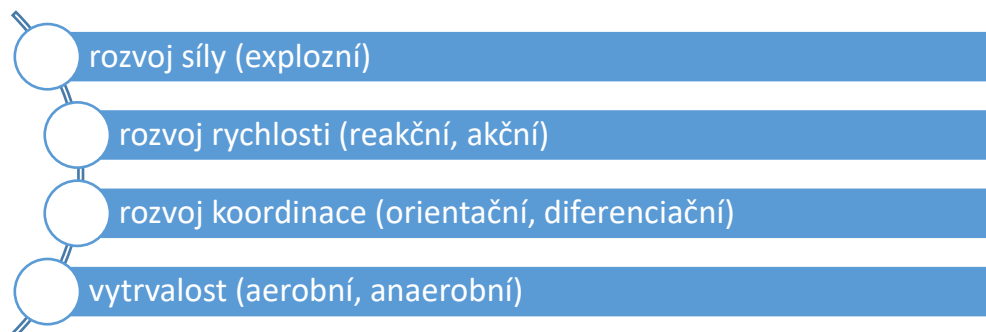 rozvoj síly (explozní)
rozvoj rychlosti (reakční, akční)
rozvoj koordinace (orientační, diferenciační)
vytrvalost (aerobní, anaerobní)